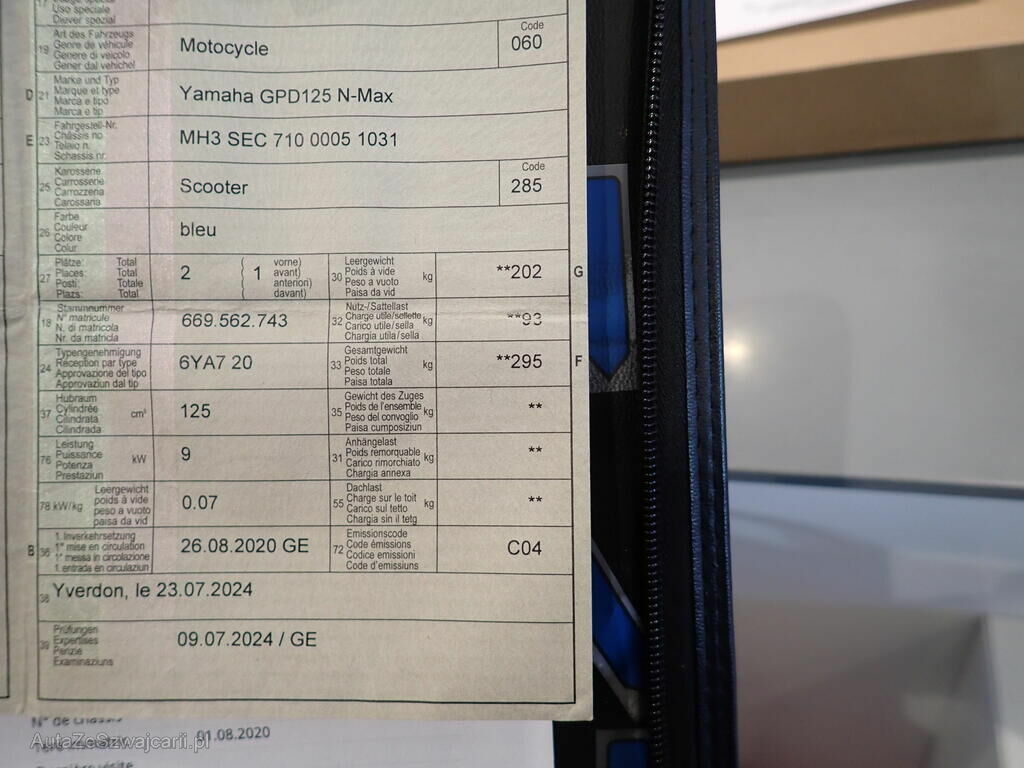 17
Uso speciale
Diever spezial
19 Art des Fahrzeugs
Genre de véhicule
Genere di veicolo
Gener dal vehichel
Motocycle
Code
060
D 21 Marke und Typ
Marque et type
Marca e tipo
Marca e tip
Yamaha GPD125 N-Max
E 23 Fahrgestell-Nr.
Châssis no
Telaio n.
Schassis nr.
MH3 SEC 710 0005 1031
25 Karosserie
Carrosserie
Carrozzeria
Carossaria
Scooter
Code
285
26 Farbe
Couleur
Colore
Colur
bleu
27 Plätze: Total
Places: Total
Posti: Totale
Plazs: Total
2 ( 1 vorne)
avant)
anteriori)
davant)
30 Leergewicht
Poids à vide
Peso a vuoto
Paisa da vid
kg
**202 G
18 Stammnummer
N° matricule
N. di matricola
Nr. da matricla
669.562.743
32 Nutz-/Sattellast
Charge utile/sellette
Carico utile/sella
Chargia utila/sella
kg
**93
24 Typengenehmigung
Réception par type
Approvazione del tipo
Approvaziun dal tip
6YA7 20
33 Gesamtgewicht
Poids total
Peso totale
Paisa totala
kg
**295 F
37 Hubraum
Cylindrée
Cilindrata
Cilindrada
cm³
125
35 Gewicht des Zuges
Poids de l'ensemble
Peso del convoglio
Paisa cumposiziun
kg
**
76 Leistung
Puissance
Potenza
Prestaziun
kW
9
31 Anhängelast
Poids remorquable
Carico rimorchiato
Chargia annexa
kg
**
78 kW/kg Leergewicht
poids à vide
peso a vuoto
paisa da vid
0.07
55 Dachlast
Charge sur le toit
Carico sul tetto
Chargia sin il tetg
kg
**
B 36 1. Inverkehrsetzung
1re mise en circulation
1a messa in circolazione
1. entrada en circulaziun
26.08.2020 GE
72 Emissionscode
Code émissions
Codice emissioni
Code d'emissiuns
C04
38 Yverdon, le 23.07.2024
39 Prüfungen
Expertises
Perizie
Examinaziuns
09.07.2024 / GE
N° de châssis
01.08.2020
AutaZeSzwajcarii.pl